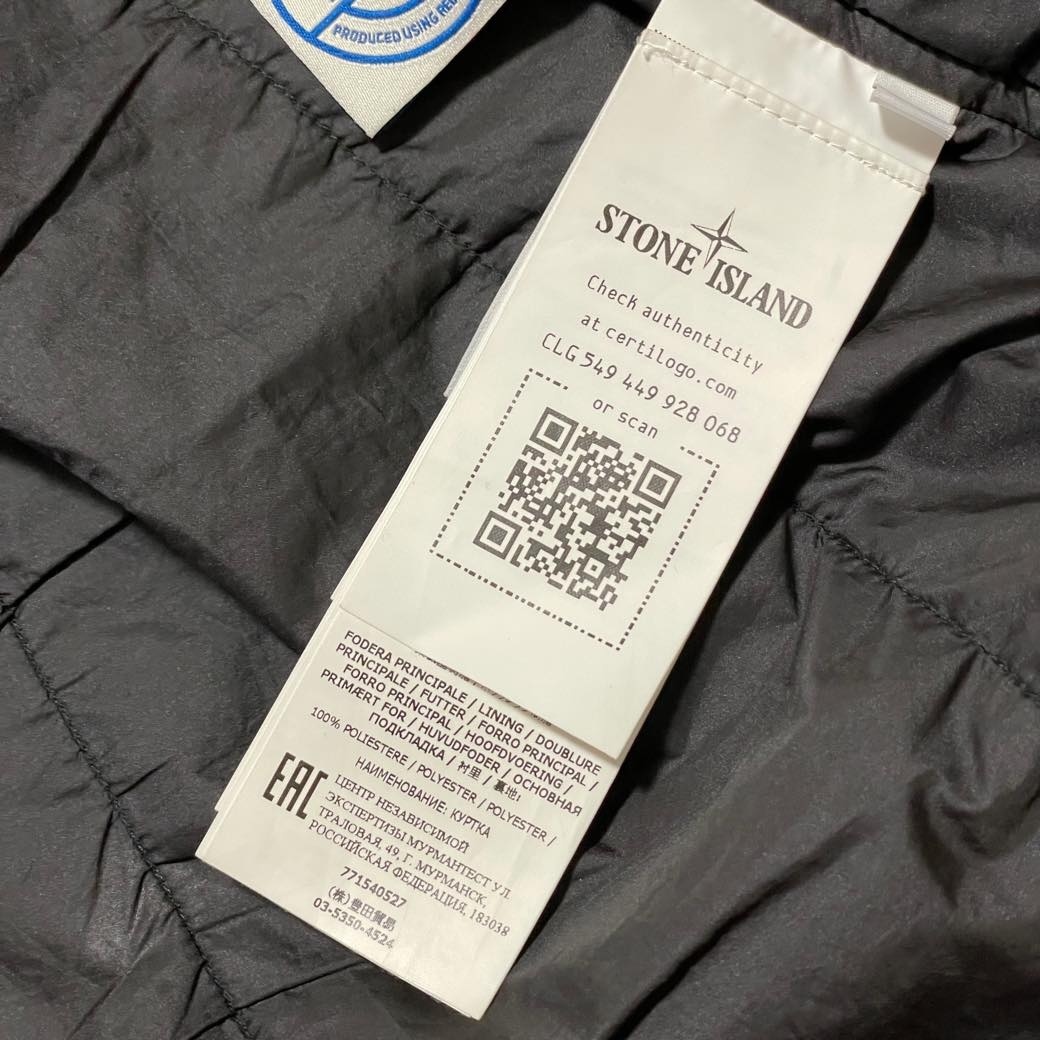 PRODUCED USING RE
STONE ISLAND
Check authenticity
at certilogo.com
CLG 549 449 928 068
or scan
FODERA PRINCIPALE / LINING / DOUBLURE
PRINCIPALE / FUTTER / FORRO PRINCIPAL /
FORRO PRINCIPAL / HOOFDVOERING /
PRIMÆRT FOR / HUVUDFODER / ОСНОВНАЯ
ПОДКЛАДКА / 衬里 /
100% POLIESTERE / POLYESTER / POLYESTER /
НАИМЕНОВАНИЕ: КУРТКА
EAC
ЦЕНТР НЕЗАВИСИМОЙ
ЭКСПЕРТИЗЫ МУРМАНТЕСТ УЛ.
ТРАЛОВАЯ, 49, Г. МУРМАНСК,
РОССИЙСКАЯ ФЕДЕРАЦИЯ, 183038
771540527
(株)豊田貿易
03-5350-4524